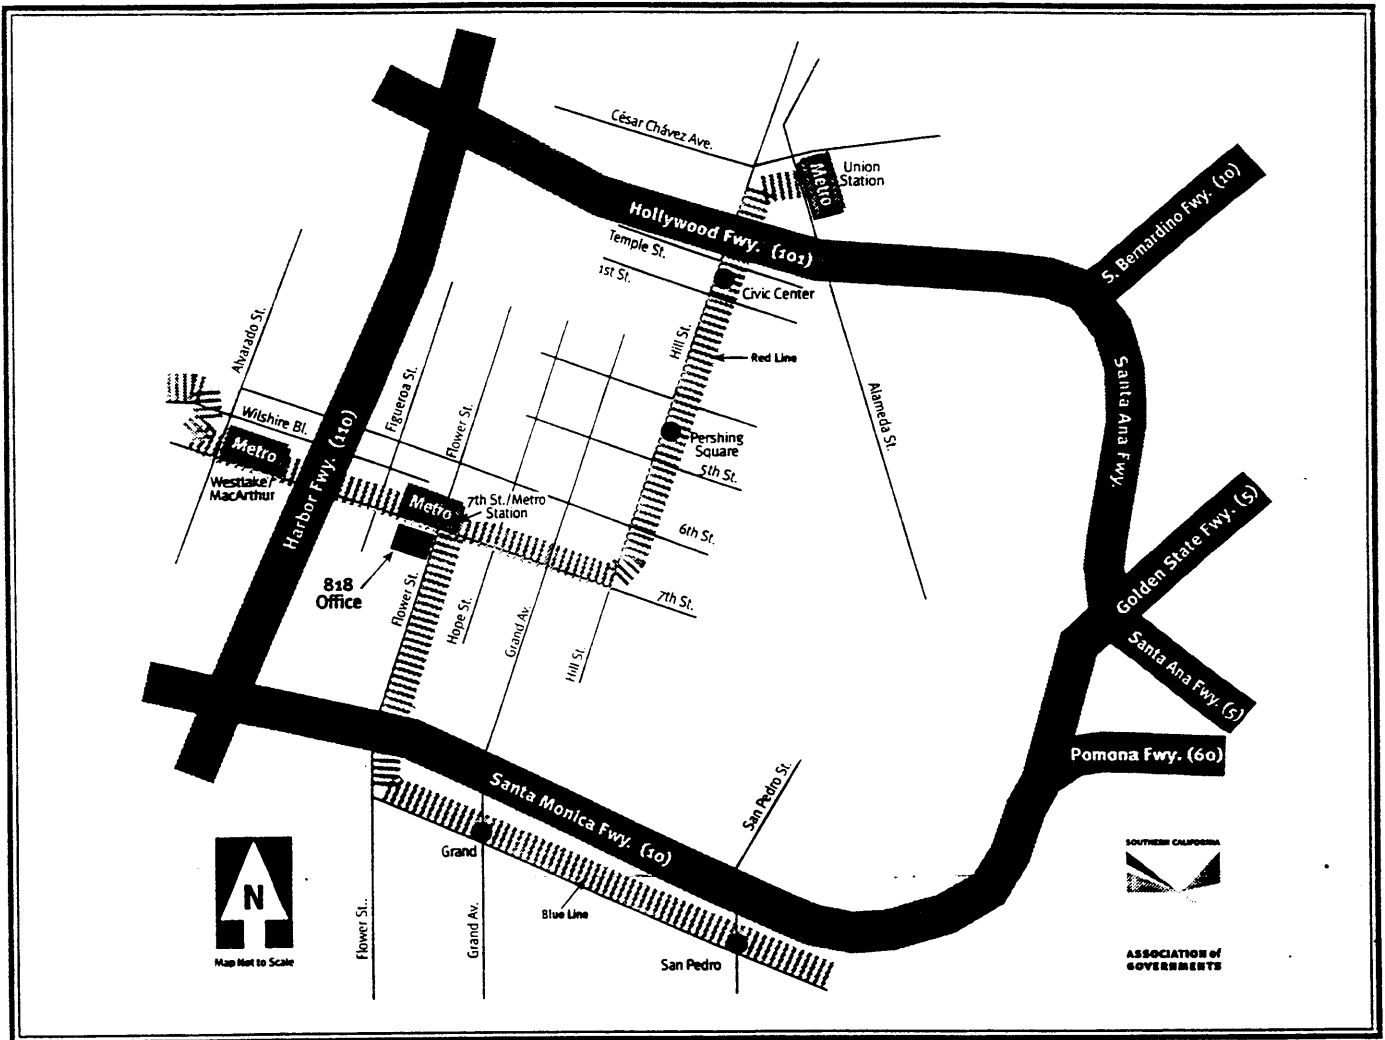 César Chávez Ave.
Metro
Union
Station
S. Bernardino Fwy. (10)
Hollywood Fwy. (101)
Temple St.
1st St.
Civic Center
Hill St.
Red Line
Alvarado St.
Figueroa St.
Flower St.
Alameda St.
Santa Ana Fwy.
Wilshire Bl.
Harbor Fwy. (110)
Metro
Westlake/
MacArthur
Pershing
Square
5th St.
Metro
7th St./Metro
Station
6th St.
Golden State Fwy. (5)
818
Office
Flower St.
Hope St.
Grand Av.
Hill St.
7th St.
Santa Ana Fwy. (5)
Pomona Fwy. (60)
Santa Monica Fwy. (10)
San Pedro St.
Grand
Blue Line
San Pedro
Flower St..
Grand Av.
N
Map Not to Scale
SOUTHERN CALIFORNIA
ASSOCIATION of
GOVERNMENTS